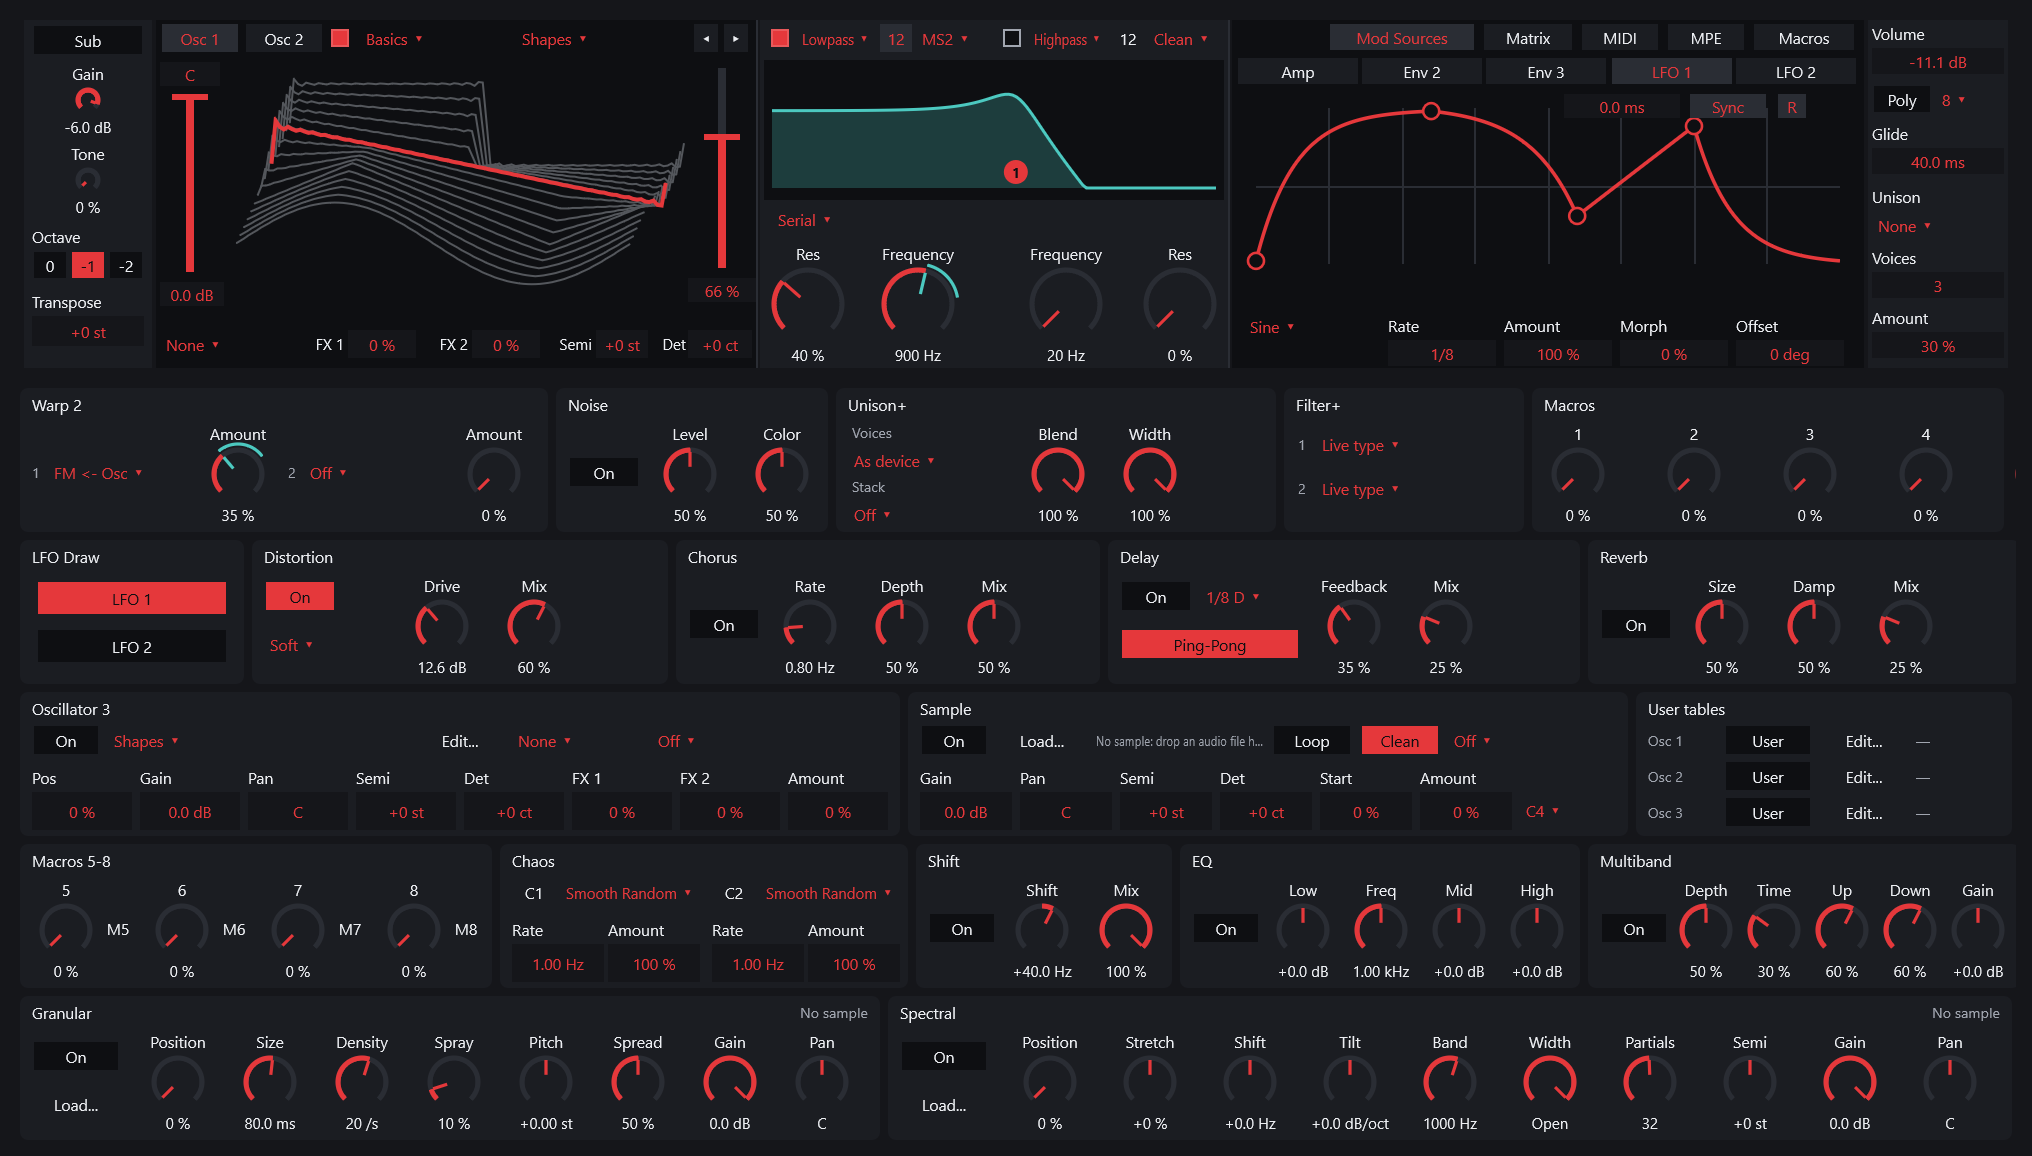 Sub
Gain
-6.0 dB
Tone
0 %
Octave
0 -1 -2
Transpose
+0 st
Osc 1 Osc 2 Basics Shapes
C
0.0 dB
66 %
None FX 1 0 % FX 2 0 % Semi +0 st Det +0 ct
Lowpass 12 MS2 Highpass 12 Clean
1
Serial
Res Frequency Frequency Res
40 % 900 Hz 20 Hz 0 %
Mod Sources Matrix MIDI MPE Macros
Amp Env 2 Env 3 LFO 1 LFO 2
0.0 ms Sync R
Sine
Rate Amount Morph Offset
1/8 100 % 0 % 0 deg
Volume
-11.1 dB
Poly 8
Glide
40.0 ms
Unison
None
Voices
3
Amount
30 %
Warp 2
Amount Amount
1 FM <- Osc 2 Off
35 % 0 %
Noise
Level Color
On
50 % 50 %
Unison+
Voices
As device
Stack
Off
Blend Width
100 % 100 %
Filter+
1 Live type
2 Live type
Macros
1 2 3 4
0 % 0 % 0 % 0 %
LFO Draw
LFO 1
LFO 2
Distortion
On
Soft
Drive Mix
12.6 dB 60 %
Chorus
On
Rate Depth Mix
0.80 Hz 50 % 50 %
Delay
On 1/8 D
Ping-Pong
Feedback Mix
35 % 25 %
Reverb
On
Size Damp Mix
50 % 50 % 25 %
Oscillator 3
On Shapes Edit... None Off
Pos Gain Pan Semi Det FX 1 FX 2 Amount
0 % 0.0 dB C +0 st +0 ct 0 % 0 % 0 %
Sample
On Load... No sample: drop an audio file h... Loop Clean Off
Gain Pan Semi Det Start Amount
0.0 dB C +0 st +0 ct 0 % 0 % C4
User tables
Osc 1 User Edit... —
Osc 2 User Edit... —
Osc 3 User Edit... —
Macros 5-8
5 6 7 8
M5 M6 M7 M8
0 % 0 % 0 % 0 %
Chaos
C1 Smooth Random C2 Smooth Random
Rate Amount Rate Amount
1.00 Hz 100 % 1.00 Hz 100 %
Shift
Shift Mix
On
+40.0 Hz 100 %
EQ
Low Freq Mid High
On
+0.0 dB 1.00 kHz +0.0 dB +0.0 dB
Multiband
Depth Time Up Down Gain
On
50 % 30 % 60 % 60 % +0.0 dB
Granular No sample
Position Size Density Spray Pitch Spread Gain Pan
On
Load...
0 % 80.0 ms 20 /s 10 % +0.00 st 50 % 0.0 dB C
Spectral No sample
Position Stretch Shift Tilt Band Width Partials Semi Gain Pan
On
Load...
0 % +0 % +0.0 Hz +0.0 dB/oct 1000 Hz Open 32 +0 st 0.0 dB C